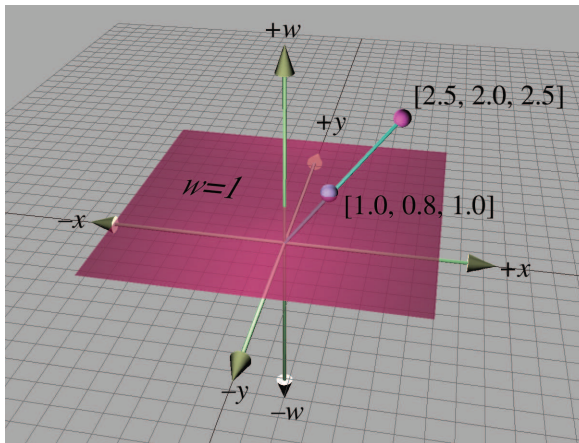 +w
[2.5, 2.0, 2.5]
+y
w=1
[1.0, 0.8, 1.0]
−x
+x
−y
−w